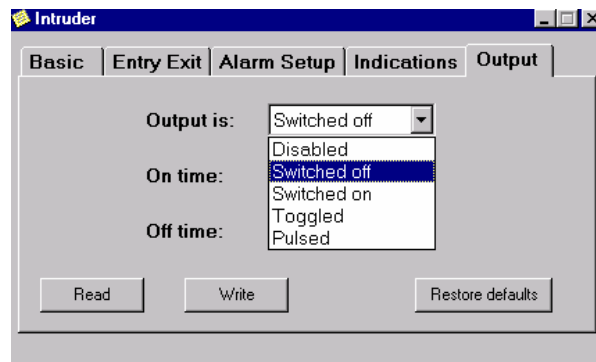 Intruder
Basic Entry Exit Alarm Setup Indications Output
Output is: Switched off
Disabled
On time: Switched off
Switched on
Toggled
Off time: Pulsed
Read Write Restore defaults